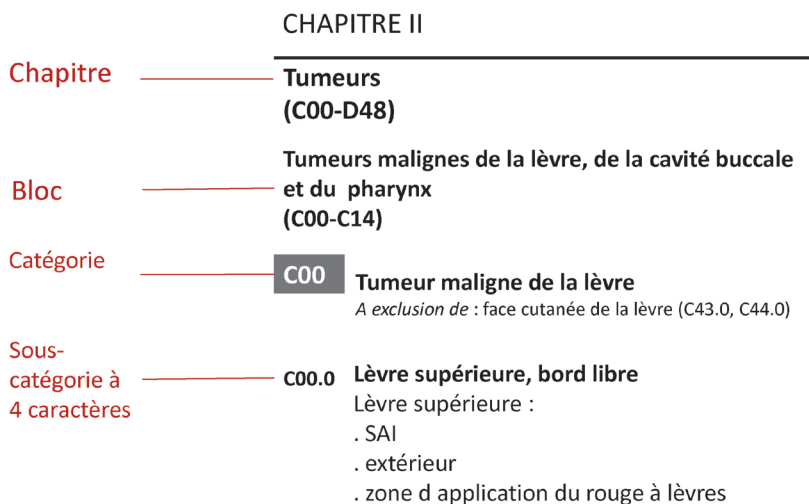 CHAPITRE II
Chapitre
Tumeurs
(C00-D48)
Tumeurs malignes de la lèvre, de la cavité buccale
Bloc
et du pharynx
(C00-C14)
Catégorie
C00
Tumeur maligne de la lèvre
A exclusion de : face cutanée de la lèvre (C43.0, C44.0)
Sous-
catégorie à
4 caractères
C00.0 Lèvre supérieure, bord libre
Lèvre supérieure :
. SAI
. extérieur
. zone d application du rouge à lèvres